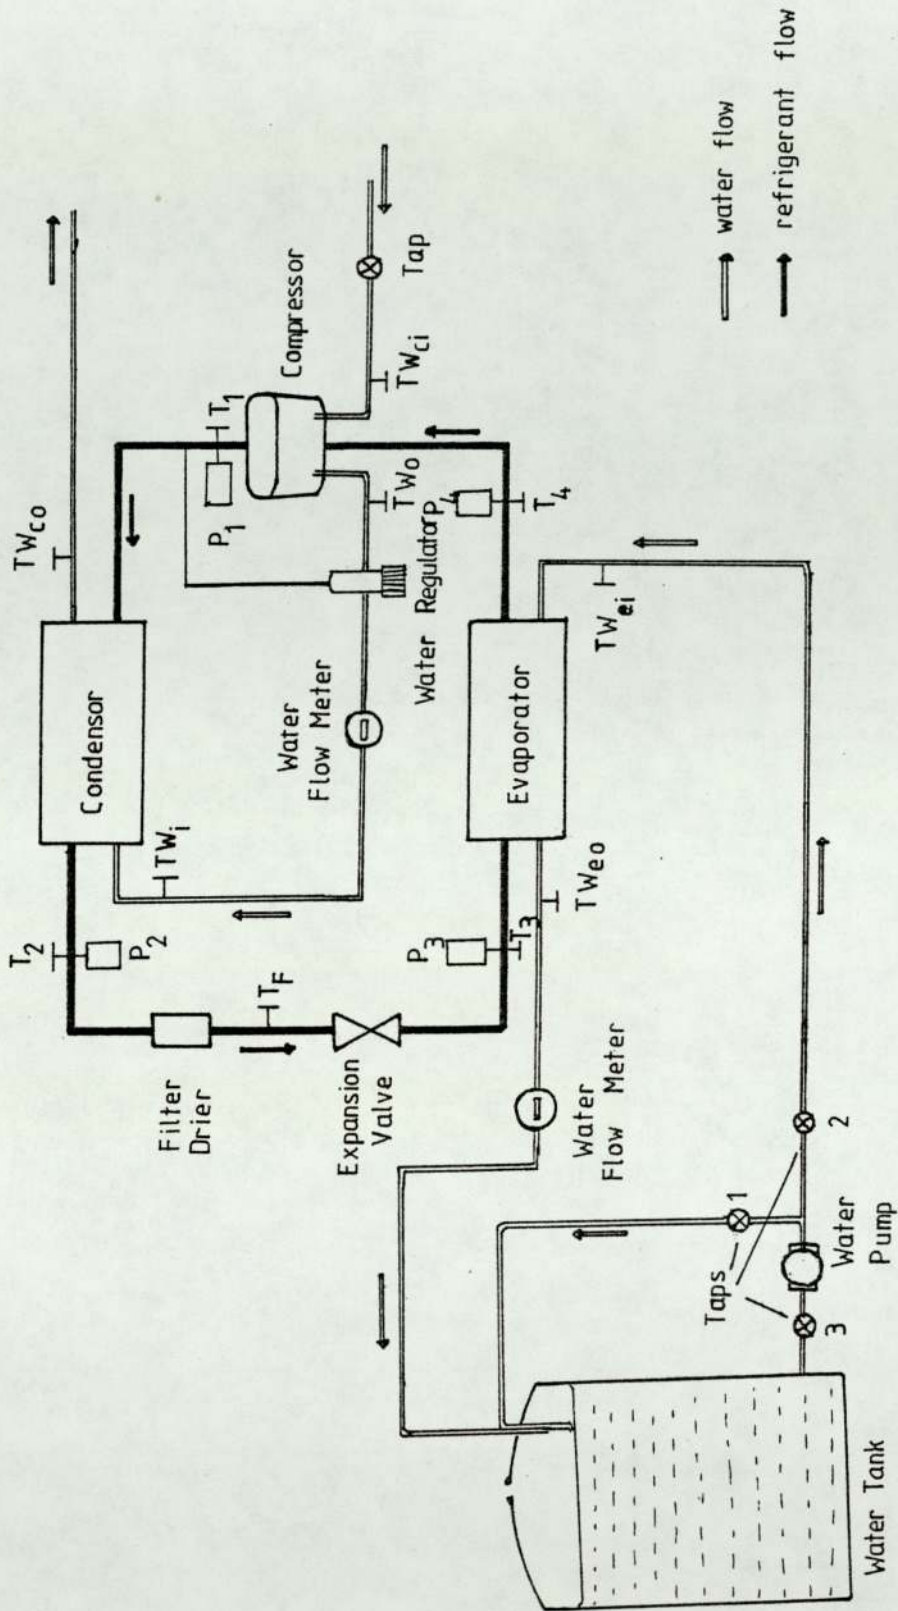 TWco
Condensor
T2
P2
TWi
P1
T1
Compressor
Filter
Drier
TF
Water
Flow Meter
Water Regulator
TWo
TWci
Tap
Expansion
Valve
P3
T3
Evaporator
P4
T4
TWeo
TWei
Water
Flow Meter
Taps
1
2
3
Water
Pump
Water Tank
water flow
refrigerant flow